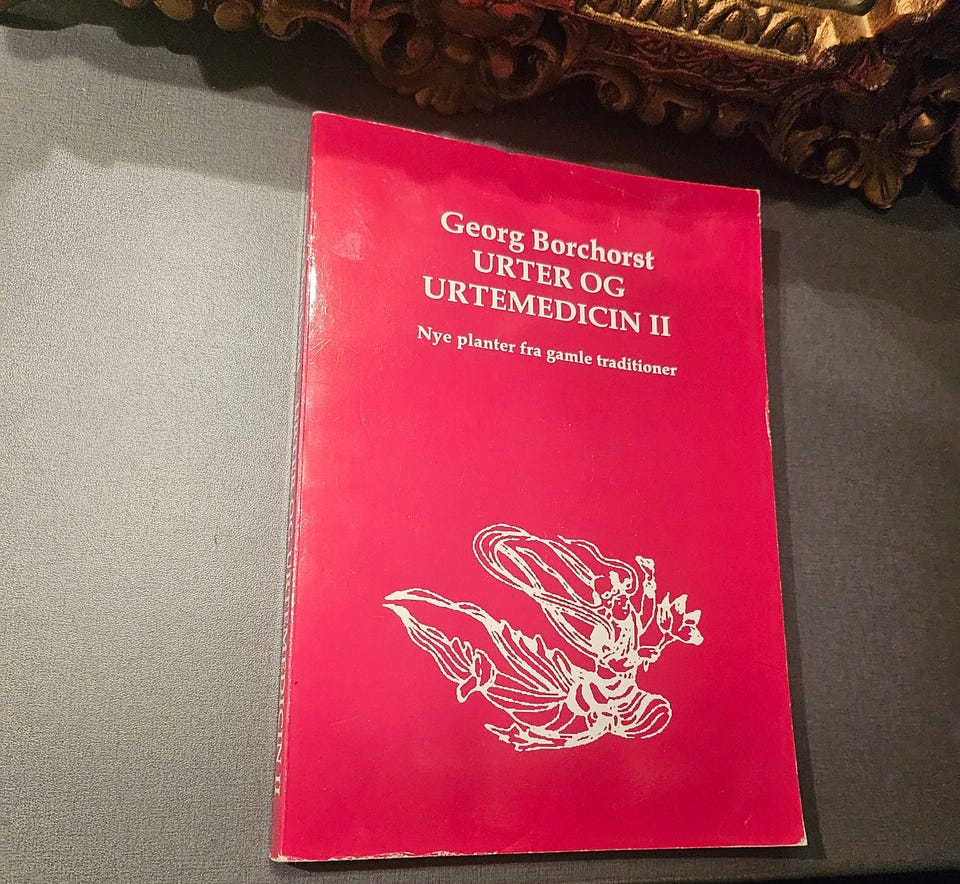 Georg Borchorst
URTER OG
URTEMEDICIN II
Nye planter fra gamle traditioner